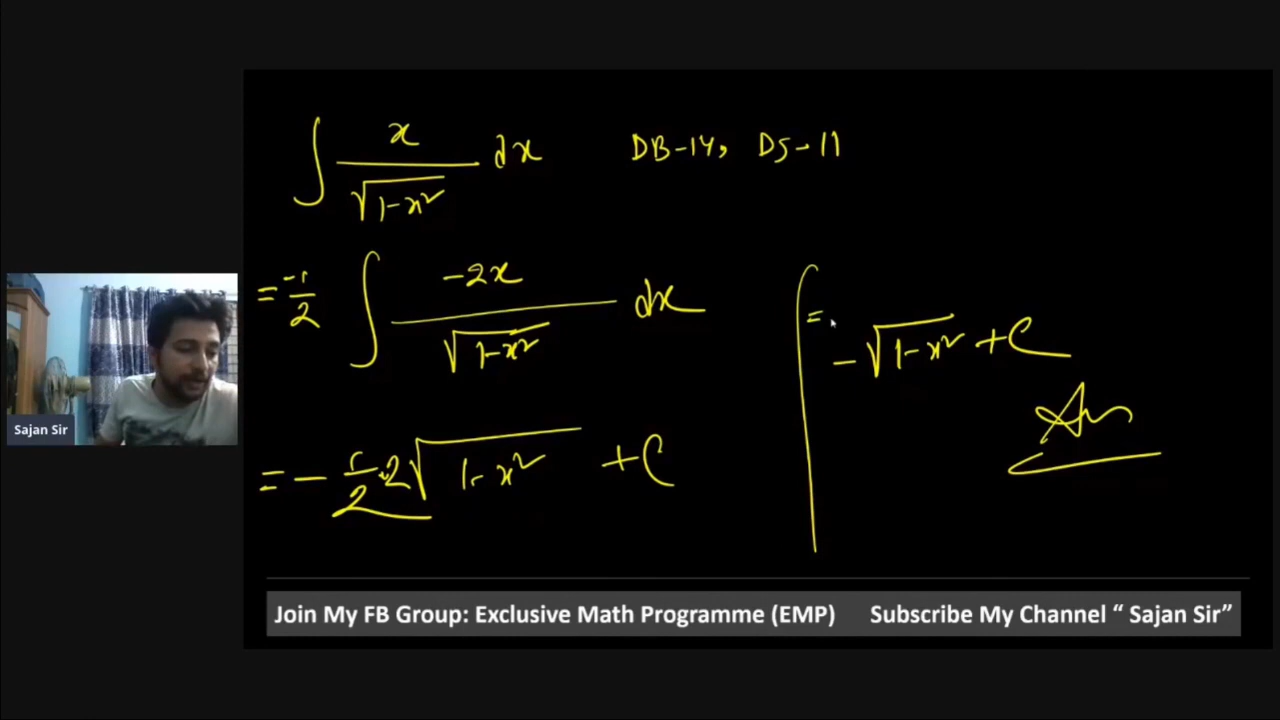 ∫ x/√(1-x²) dx DB-14, DJ-11
= -1/2 ∫ -2x/√(1-x²) dx
= - 1/2 · 2√(1-x²) + C
= -√(1-x²) + C
Ans
Sajan Sir
Join My FB Group: Exclusive Math Programme (EMP) Subscribe My Channel “ Sajan Sir”